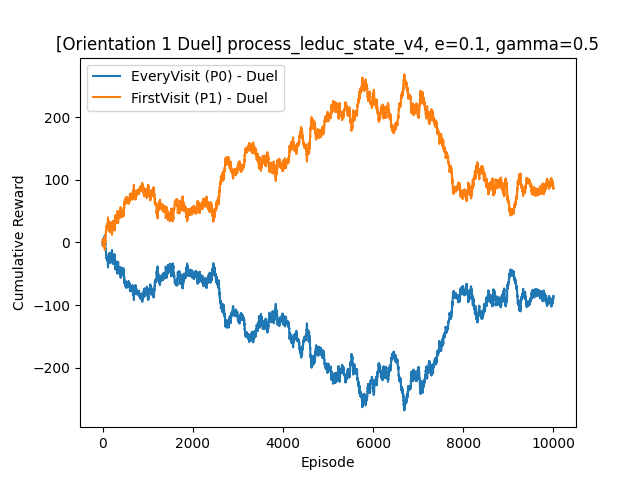 [Orientation 1 Duel] process_leduc_state_v4, e=0.1, gamma=0.5
EveryVisit (P0) - Duel
FirstVisit (P1) - Duel
200
100
0
−100
−200
Cumulative Reward
0 2000 4000 6000 8000 10000
Episode